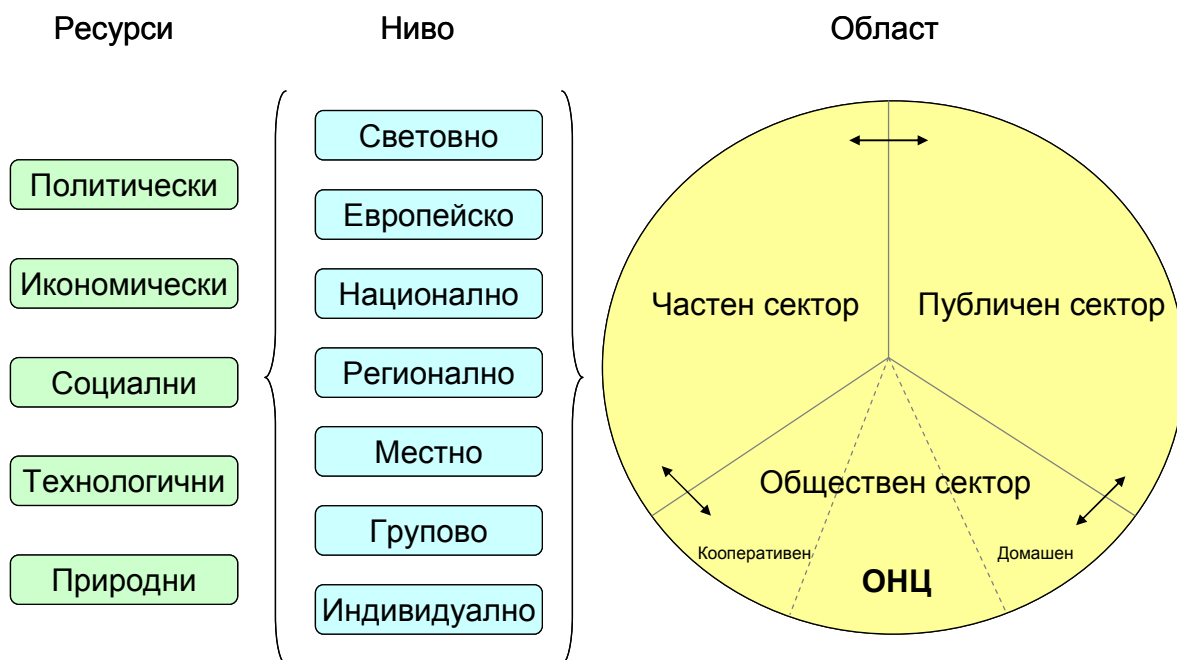 Ресурси
Ниво
Област
Политически
Икономически
Социални
Технологични
Природни
Световно
Европейско
Национално
Регионално
Местно
Групово
Индивидуално
Частен сектор
Публичен сектор
Обществен сектор
Кооперативен
ОНЦ
Домашен